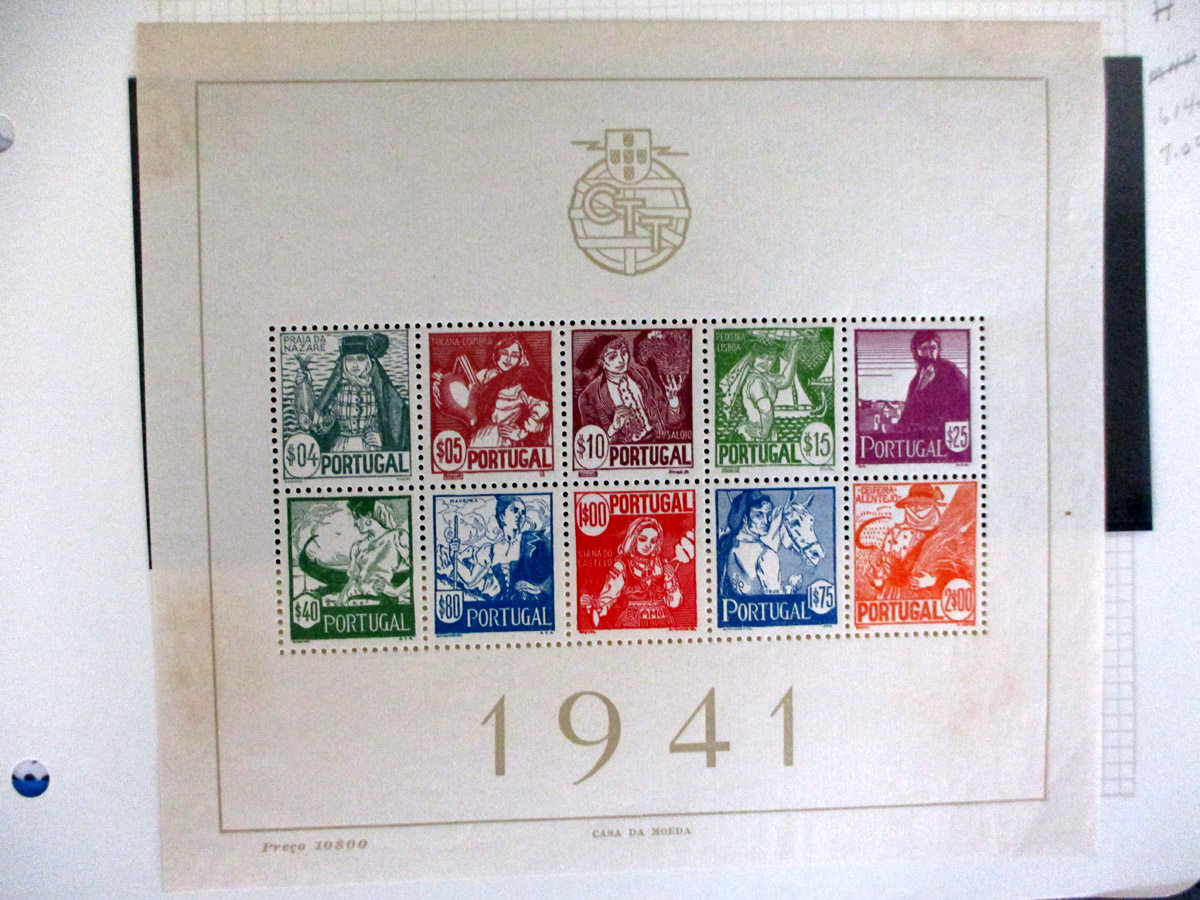 H
CTT
PRAIA DA
NAZARÉ
$04 PORTUGAL
TRICANA-COIMBRA
$05 PORTUGAL
SALOIO
$10 PORTUGAL
PEIXEIRA
LISBOA
PORTUGAL $15
PORTUGAL $25
$40 PORTUGAL
MADEIRA
$80 PORTUGAL
1$00 PORTUGAL
VIANA DO
CASTELO
AMOR
PORTUGAL 1$75
CEIFEIRA
ALENTEJO
PORTUGAL 2$00
1941
CASA DA MOEDA
Preço 10$00